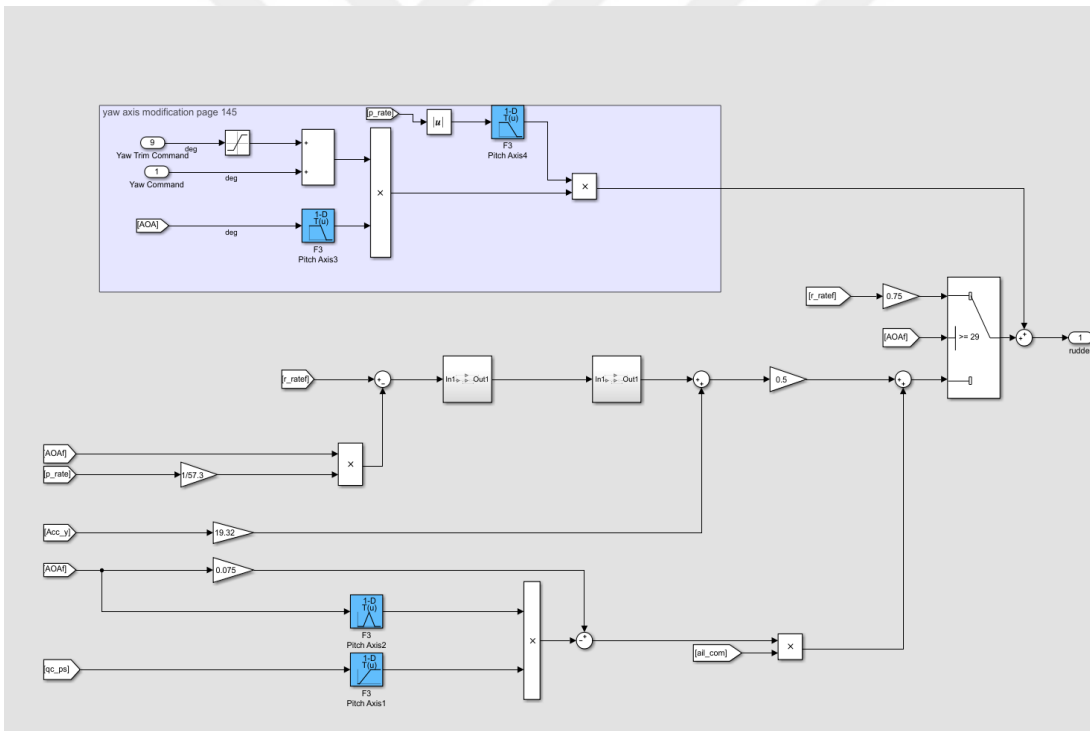 yaw axis modification page 145
[p_rate]
|u|
1-D
T(u)
F3
Pitch Axis4
9
Yaw Trim Command
deg
+
+
1
Yaw Command
deg
×
×
[AOA]
deg
1-D
T(u)
F3
Pitch Axis3
[r_ratef]
0.75
[AOAf]
>= 29
+
+
1
rudde
[r_ratef]
+
−
In1
Out1
In1
Out1
+
+
0.5
+
+
[AOAf]
[p_rate]
1/57.3
×
[Acc_y]
19.32
[AOAf]
0.075
1-D
T(u)
F3
Pitch Axis2
×
−
+
[ail_com]
×
[qc_ps]
1-D
T(u)
F3
Pitch Axis1